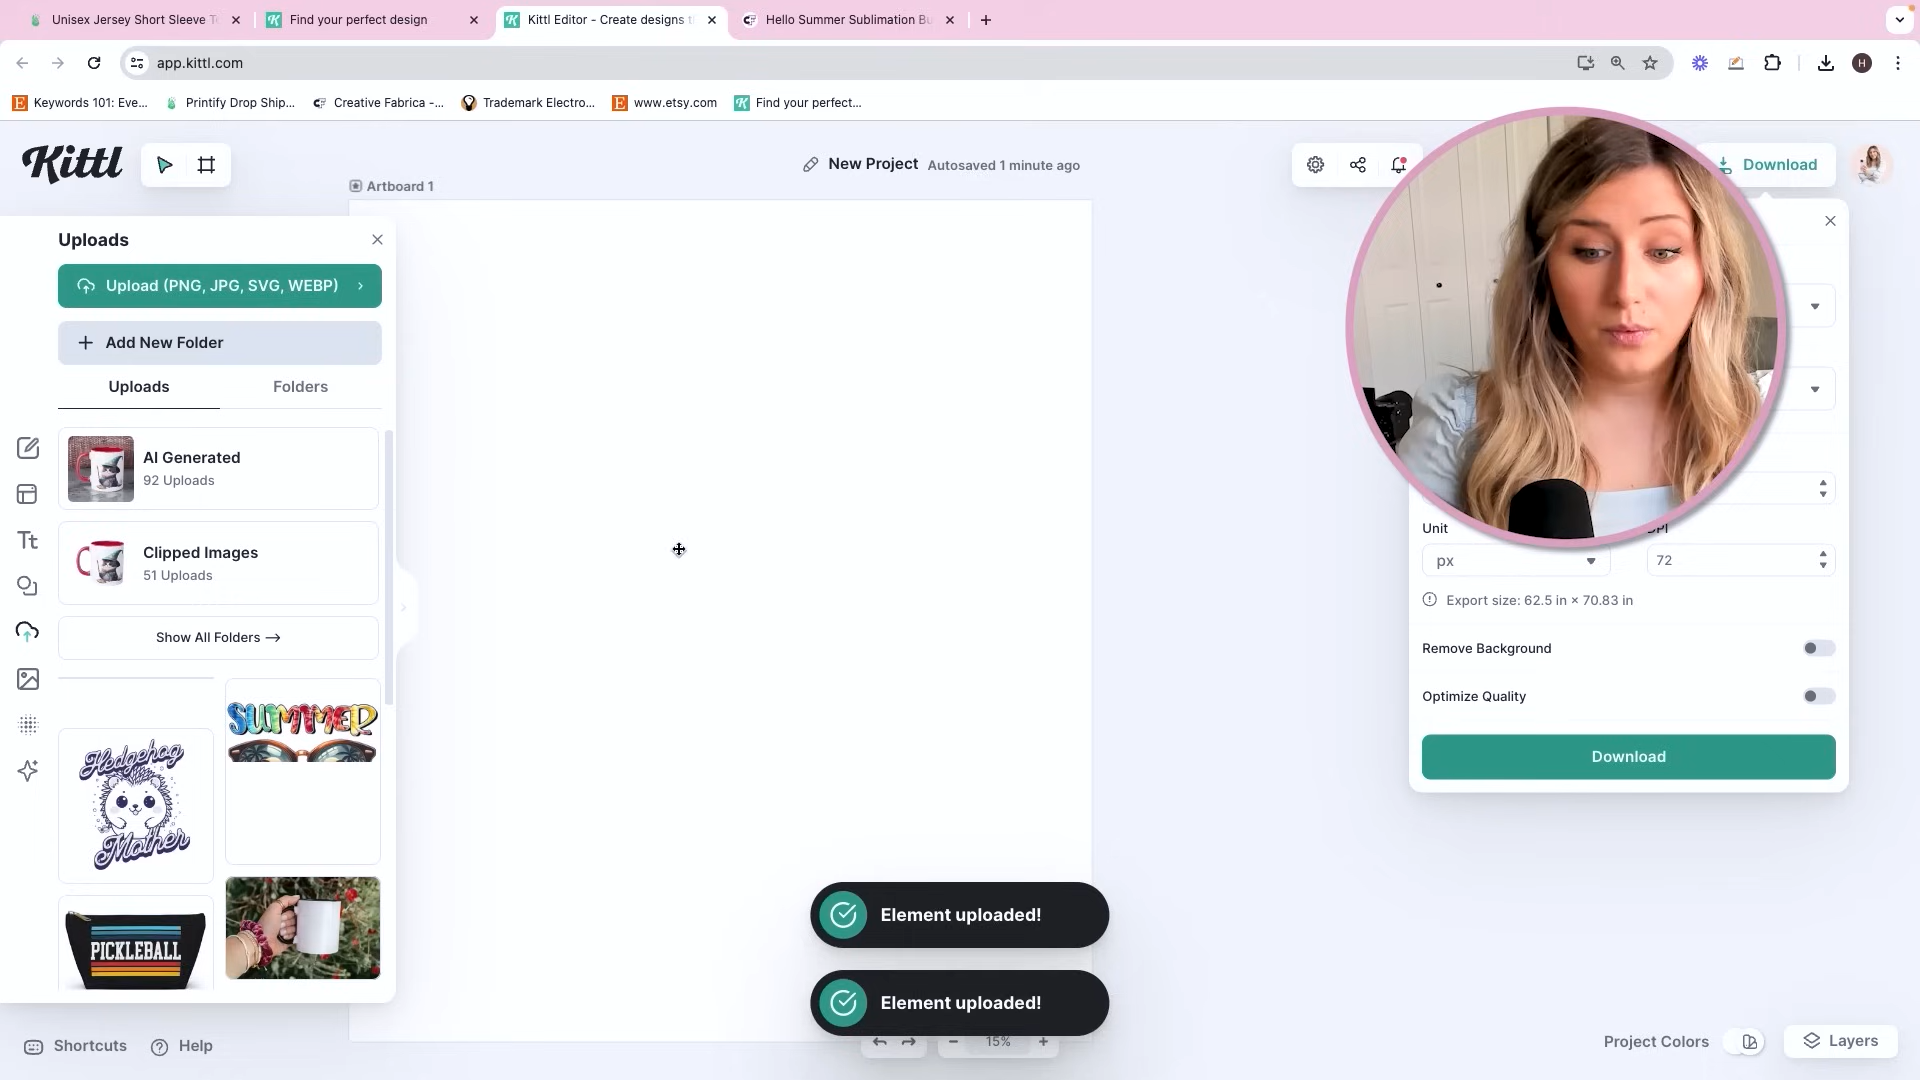 Unisex Jersey Short Sleeve T
Find your perfect design
Kittl Editor - Create designs t
Hello Summer Sublimation Bu
app.kittl.com
H
Keywords 101: Eve...
Printify Drop Ship...
Creative Fabrica -...
Trademark Electro...
www.etsy.com
Find your perfect...
Kittl
New Project
Autosaved 1 minute ago
Download
Artboard 1
Uploads
Upload (PNG, JPG, SVG, WEBP)
Add New Folder
Uploads
Folders
AI Generated
92 Uploads
Clipped Images
51 Uploads
Show All Folders
SUMMER
Hedgehog
Mother
PICKLEBALL
Unit
px
72
Export size: 62.5 in × 70.83 in
Remove Background
Optimize Quality
Download
Element uploaded!
Element uploaded!
Shortcuts
Help
15%
Project Colors
Layers